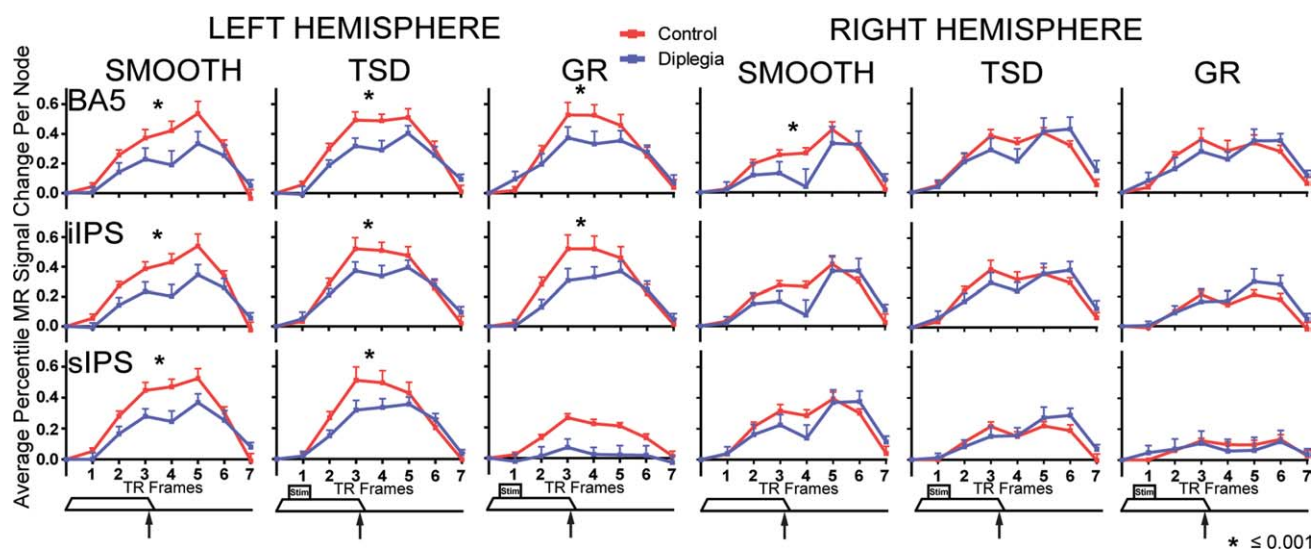 LEFT HEMISPHERE
Control
Diplegia
RIGHT HEMISPHERE
SMOOTH TSD GR SMOOTH TSD GR
Average Percentile MR Signal Change Per Node
BA5
0.6
0.4
0.2
0.0
* * * *
iIPS
0.6
0.4
0.2
0.0
* * *
sIPS
0.6
0.4
0.2
0.0
* *
1 2 3 4 5 6 7 1 2 3 4 5 6 7 1 2 3 4 5 6 7 1 2 3 4 5 6 7 1 2 3 4 5 6 7 1 2 3 4 5 6 7
TR Frames TR Frames TR Frames TR Frames TR Frames TR Frames
Stim Stim Stim Stim
* ≤ 0.001